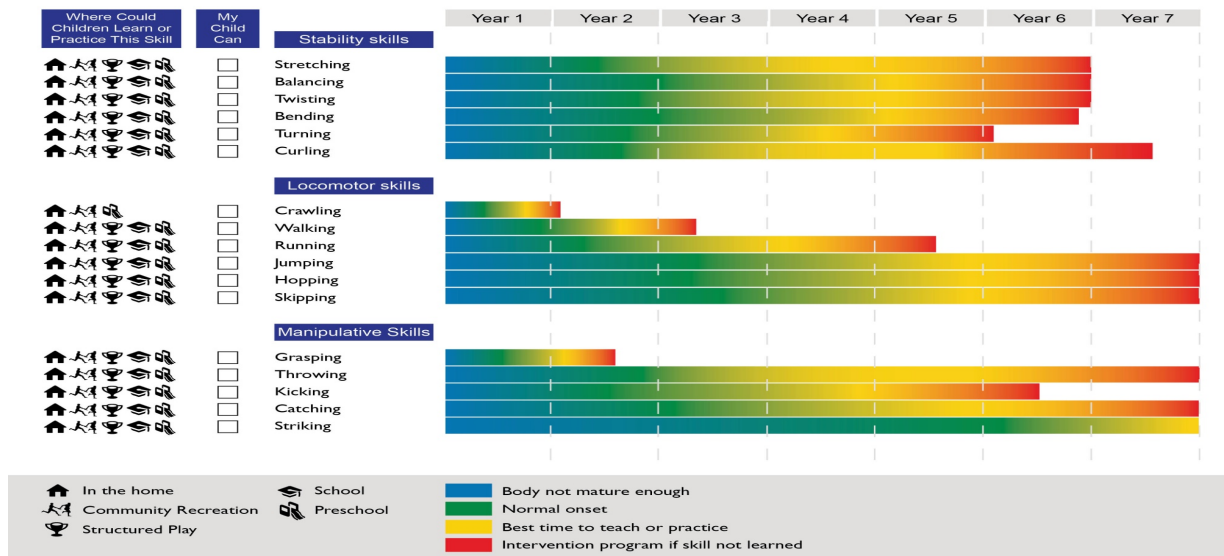 Where Could
Children Learn or
Practice This Skill
My
Child
Can
Year 1 Year 2 Year 3 Year 4 Year 5 Year 6 Year 7
Stability skills
Stretching
Balancing
Twisting
Bending
Turning
Curling
Locomotor skills
Crawling
Walking
Running
Jumping
Hopping
Skipping
Manipulative Skills
Grasping
Throwing
Kicking
Catching
Striking
In the home
Community Recreation
Structured Play
School
Preschool
Body not mature enough
Normal onset
Best time to teach or practice
Intervention program if skill not learned